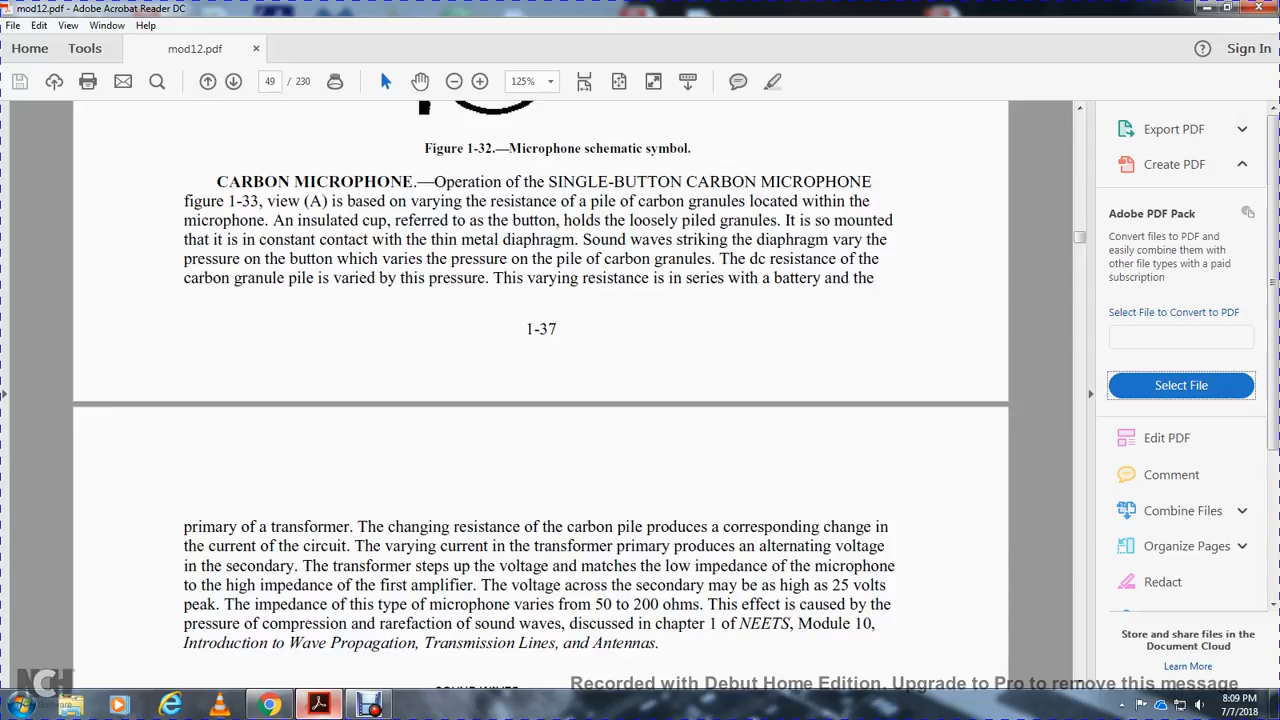 mod12.pdf - Adobe Acrobat Reader DC
File Edit View Window Help
Home Tools mod12.pdf × Sign In
49 / 230 125%
Figure 1-32.—Microphone schematic symbol.
CARBON MICROPHONE.—Operation of the SINGLE-BUTTON CARBON MICROPHONE
figure 1-33, view (A) is based on varying the resistance of a pile of carbon granules located within the
microphone. An insulated cup, referred to as the button, holds the loosely piled granules. It is so mounted
that it is in constant contact with the thin metal diaphragm. Sound waves striking the diaphragm vary the
pressure on the button which varies the pressure on the pile of carbon granules. The dc resistance of the
carbon granule pile is varied by this pressure. This varying resistance is in series with a battery and the
1-37
primary of a transformer. The changing resistance of the carbon pile produces a corresponding change in
the current of the circuit. The varying current in the transformer primary produces an alternating voltage
in the secondary. The transformer steps up the voltage and matches the low impedance of the microphone
to the high impedance of the first amplifier. The voltage across the secondary may be as high as 25 volts
peak. The impedance of this type of microphone varies from 50 to 200 ohms. This effect is caused by the
pressure of compression and rarefaction of sound waves, discussed in chapter 1 of NEETS, Module 10,
Introduction to Wave Propagation, Transmission Lines, and Antennas.
Export PDF
Create PDF
Adobe PDF Pack
Convert files to PDF and
easily combine them with
other file types with a paid
subscription
Select File to Convert to PDF
Select File
Edit PDF
Comment
Combine Files
Organize Pages
Redact
Store and share files in the
Document Cloud
Learn More
NCH
Recorded with Debut Home Edition. Upgrade to Pro to remove this message
8:09 PM
7/7/2018